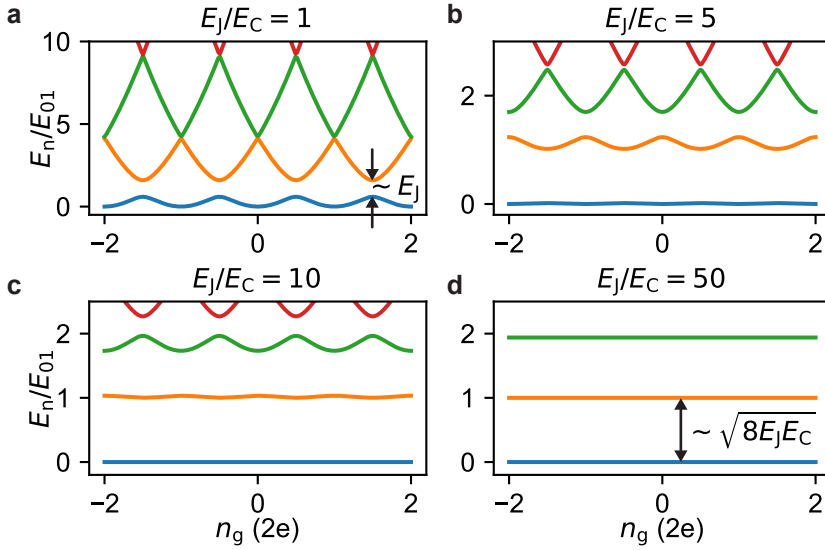 a
E_J/E_C = 1
10
5
0
E_n/E_01
~ E_J
−2
0
2
b
E_J/E_C = 5
2
1
0
−2
0
2
c
E_J/E_C = 10
2
1
0
E_n/E_01
−2
0
2
n_g (2e)
d
E_J/E_C = 50
2
1
0
~ √8E_JE_C
−2
0
2
n_g (2e)